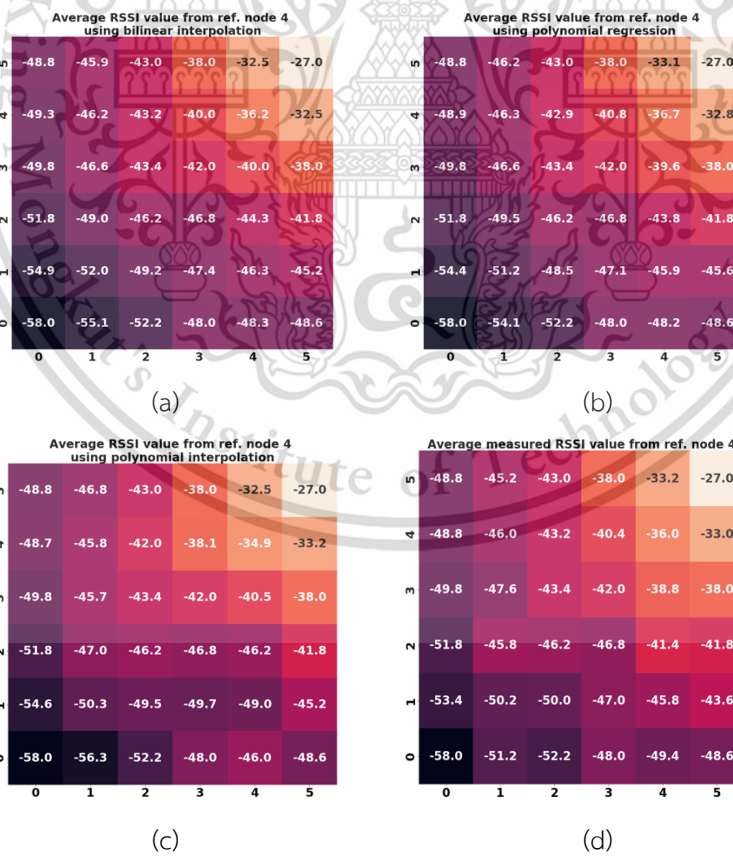 Average RSSI value from ref. node 4
using bilinear interpolation
5 -48.8 -45.9 -43.0 -38.0 -32.5 -27.0
4 -49.3 -46.2 -43.2 -40.0 -36.2 -32.5
3 -49.8 -46.6 -43.4 -42.0 -40.0 -38.0
2 -51.8 -49.0 -46.2 -46.8 -44.3 -41.8
1 -54.9 -52.0 -49.2 -47.4 -46.3 -45.2
0 -58.0 -55.1 -52.2 -48.0 -48.3 -48.6
0 1 2 3 4 5
(a)
Average RSSI value from ref. node 4
using polynomial regression
5 -48.8 -46.2 -43.0 -38.0 -33.1 -27.0
4 -48.9 -46.3 -42.9 -40.8 -36.7 -32.8
3 -49.8 -46.6 -43.4 -42.0 -39.6 -38.0
2 -51.8 -49.5 -46.2 -46.8 -43.8 -41.8
1 -54.4 -51.2 -48.5 -47.1 -45.9 -45.6
0 -58.0 -54.1 -52.2 -48.0 -48.2 -48.6
0 1 2 3 4 5
(b)
Average RSSI value from ref. node 4
using polynomial interpolation
5 -48.8 -46.8 -43.0 -38.0 -32.5 -27.0
4 -48.7 -45.8 -42.0 -38.1 -34.9 -33.2
3 -49.8 -45.7 -43.4 -42.0 -40.5 -38.0
2 -51.8 -47.0 -46.2 -46.8 -46.2 -41.8
1 -54.6 -50.3 -49.5 -49.7 -49.0 -45.2
0 -58.0 -56.3 -52.2 -48.0 -46.0 -48.6
0 1 2 3 4 5
(c)
Average measured RSSI value from ref. node 4
5 -48.8 -45.2 -43.0 -38.0 -33.2 -27.0
4 -48.8 -46.0 -43.2 -40.4 -36.0 -33.0
3 -49.8 -47.6 -43.4 -42.0 -38.8 -38.0
2 -51.8 -45.8 -46.2 -46.8 -41.4 -41.8
1 -53.4 -50.2 -50.0 -47.0 -45.8 -43.6
0 -58.0 -51.2 -52.2 -48.0 -49.4 -48.6
0 1 2 3 4 5
(d)
King Mongkut's Institute of Technology